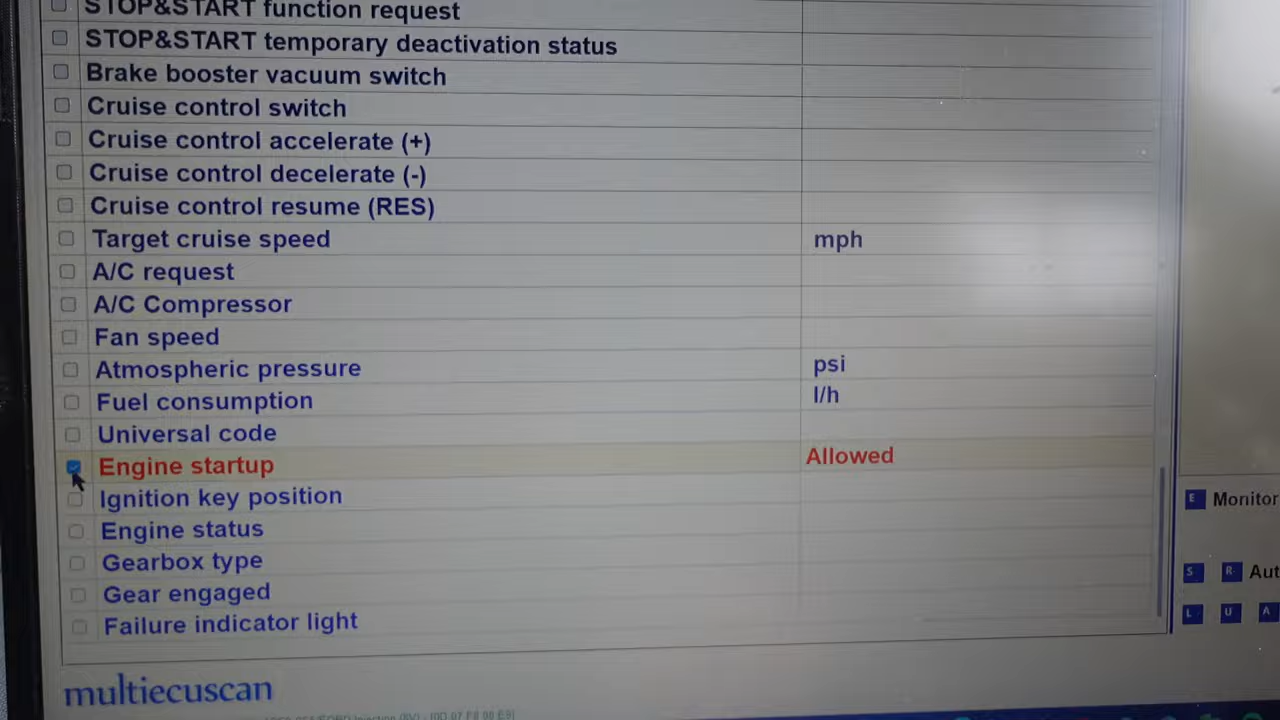 STOP&START function request
STOP&START temporary deactivation status
Brake booster vacuum switch
Cruise control switch
Cruise control accelerate (+)
Cruise control decelerate (-)
Cruise control resume (RES)
Target cruise speed mph
A/C request
A/C Compressor
Fan speed
Atmospheric pressure psi
Fuel consumption l/h
Universal code
Engine startup Allowed
Ignition key position
Engine status
Gearbox type
Gear engaged
Failure indicator light
E Monitor
S R Aut
L U A
multiecuscan